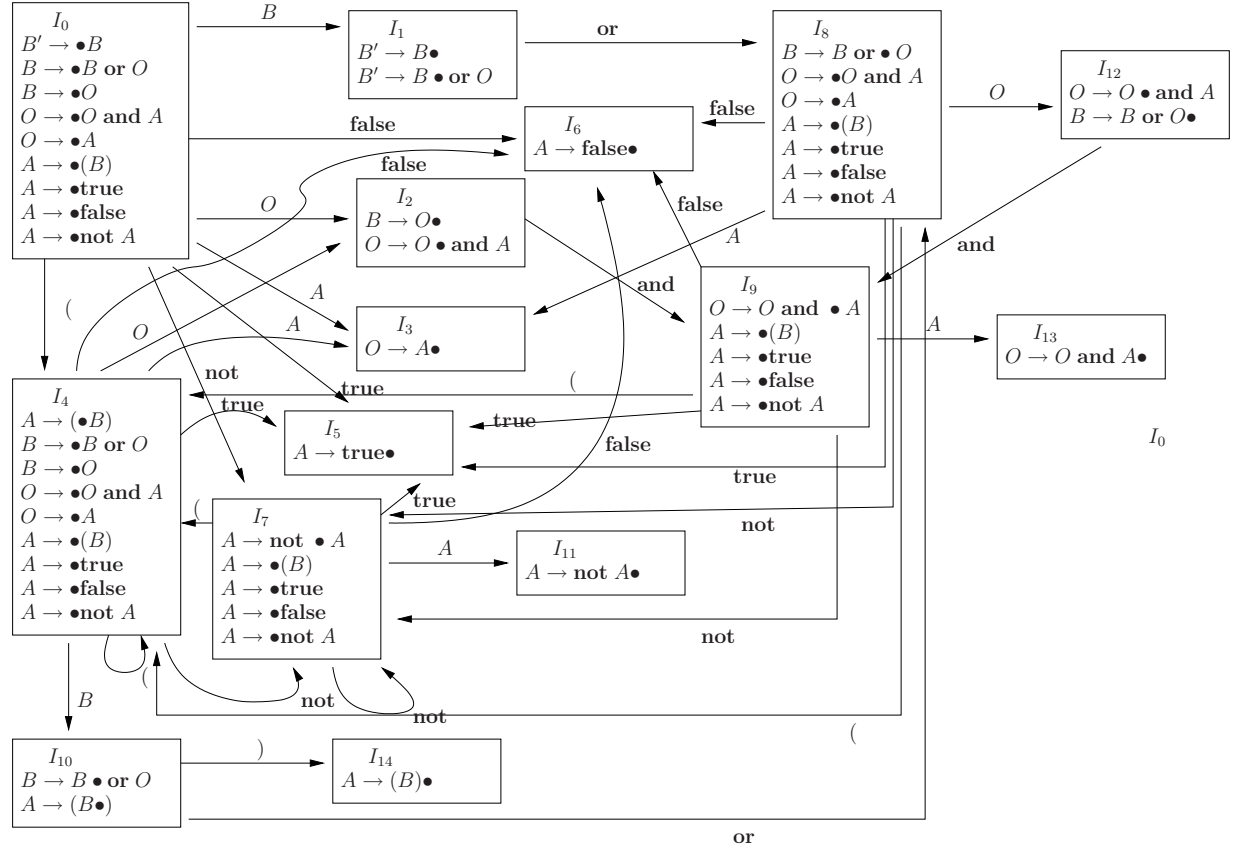 I0
B′ → •B
B → •B or O
B → •O
O → •O and A
O → •A
A → •(B)
A → •true
A → •false
A → •not A
B
I1
B′ → B•
B′ → B • or O
or
I8
B → B or • O
O → •O and A
O → •A
A → •(B)
A → •true
A → •false
A → •not A
O
I12
O → O • and A
B → B or O•
false
I6
A → false•
false
false
O
I2
B → O•
O → O • and A
false
A
and
and
A
(
O
A
I3
O → A•
I9
O → O and • A
A → •(B)
A → •true
A → •false
A → •not A
A
I13
O → O and A•
not
true
(
I4
A → (•B)
B → •B or O
B → •O
O → •O and A
O → •A
A → •(B)
A → •true
A → •false
A → •not A
true
I5
A → true•
true
false
I0
true
(
I7
A → not • A
A → •(B)
A → •true
A → •false
A → •not A
true
not
A
I11
A → not A•
not
(
not
not
B
(
I10
B → B • or O
A → (B•)
)
I14
A → (B)•
or